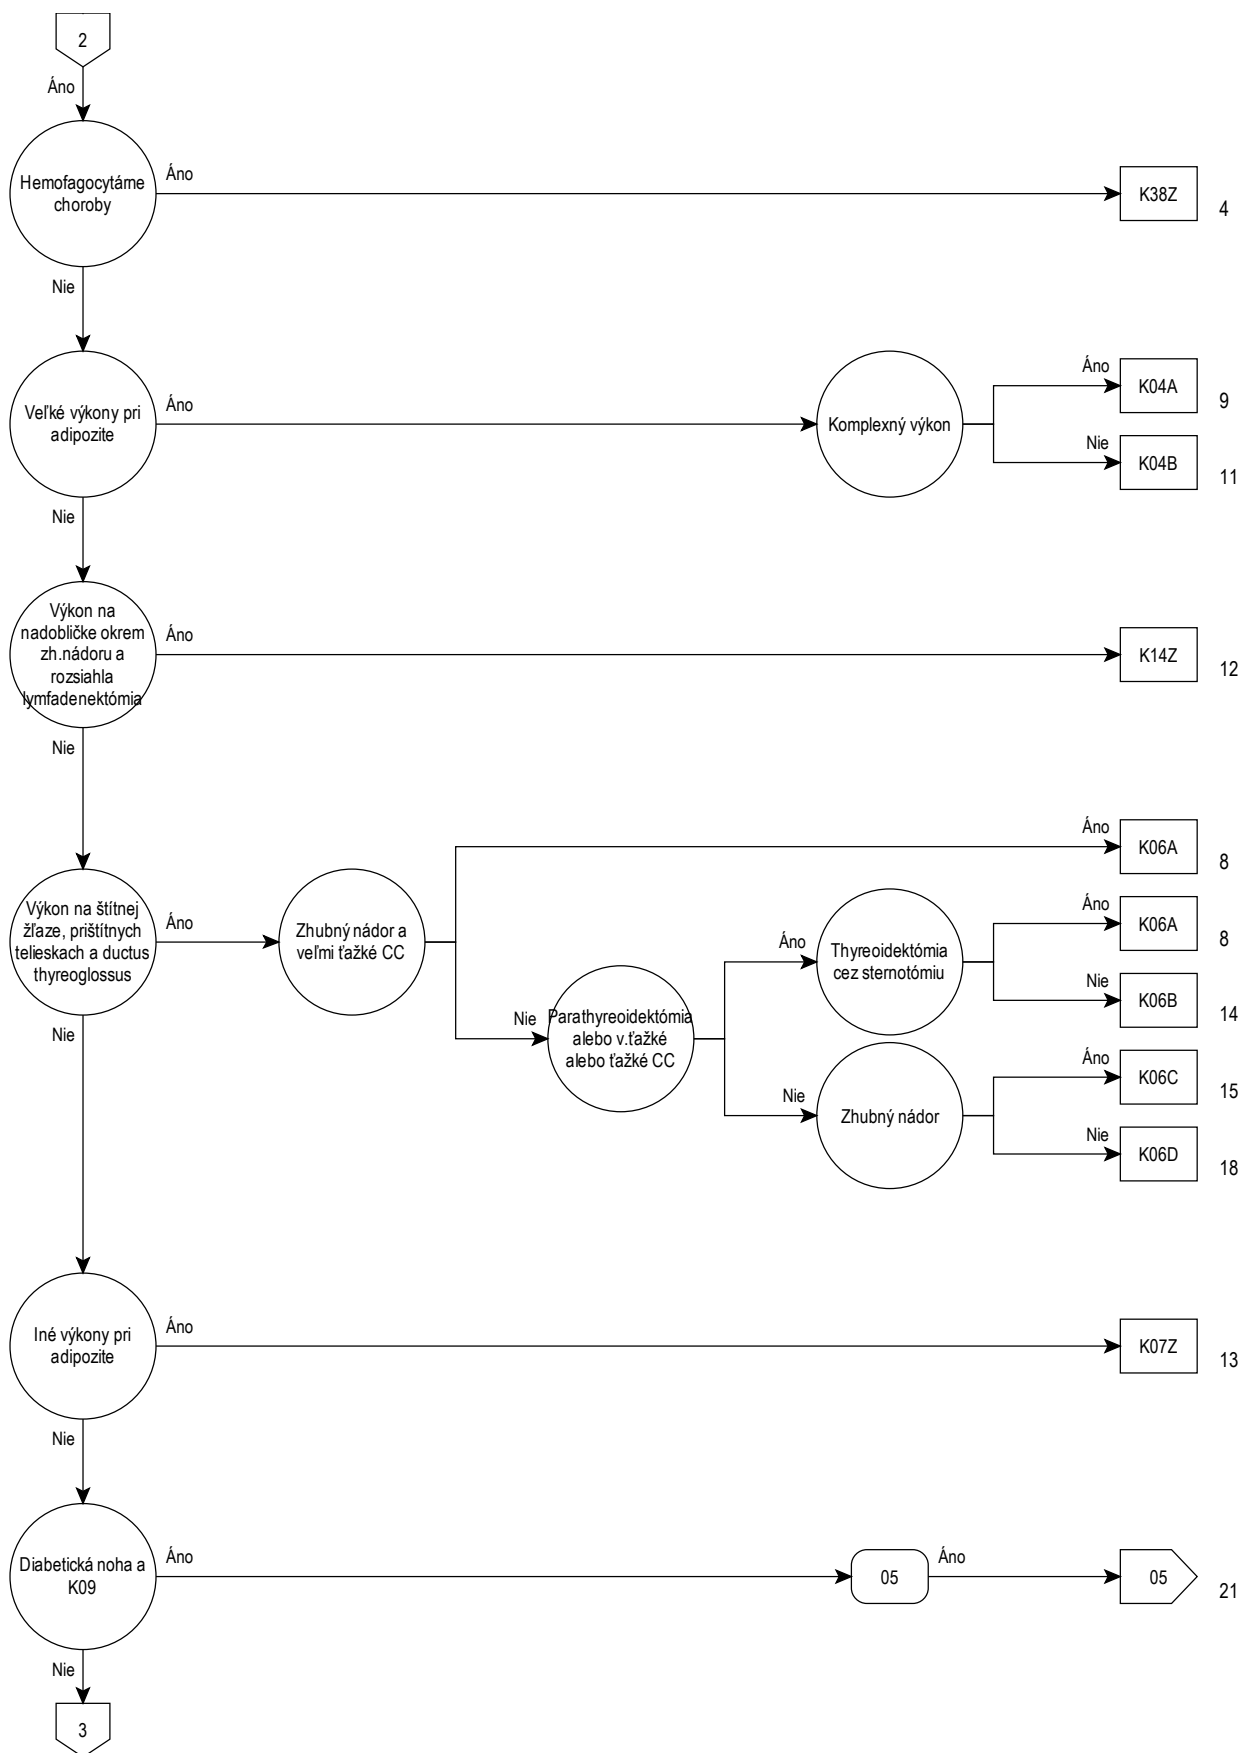 2
Áno
Hemofagocytárne
choroby
Áno
K38Z
4
Nie
Veľké výkony pri
adipozite
Áno
Komplexný výkon
Áno
K04A
9
Nie
K04B
11
Nie
Výkon na
nadobličke okrem
zh.nádoru a
rozsiahla
lymfadenektómia
Áno
K14Z
12
Nie
Výkon na štítnej
žľaze, prištítnych
telieskach a ductus
thyreoglossus
Áno
Zhubný nádor a
veľmi ťažké CC
Áno
K06A
8
Nie
Parathyreoidektómia
alebo v.ťažké
alebo ťažké CC
Áno
Thyreoidektómia
cez sternotómiu
Áno
K06A
8
Nie
K06B
14
Nie
Zhubný nádor
Áno
K06C
15
Nie
K06D
18
Nie
Iné výkony pri
adipozite
Áno
K07Z
13
Nie
Diabetická noha a
K09
Áno
05
Áno
05
21
Nie
3